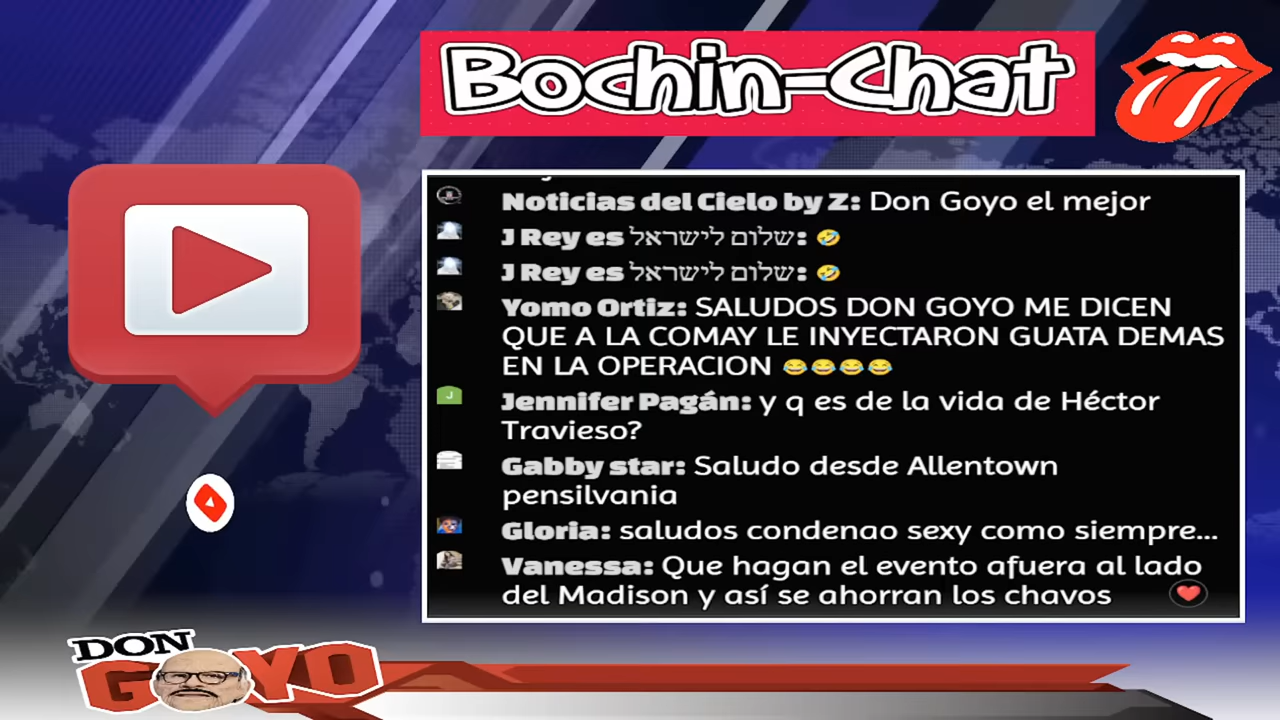 Bochin-Chat
Noticias del Cielo by Z: Don Goyo el mejor
J Rey es שלום לישראל: 🤣
J Rey es שלום לישראל: 🤣
Yomo Ortiz: SALUDOS DON GOYO ME DICEN
QUE A LA COMAY LE INYECTARON GUATA DEMAS
EN LA OPERACION 😂😂😂😂
J
Jennifer Pagán: y q es de la vida de Héctor
Travieso?
Gabby star: Saludo desde Allentown
pensilvania
Gloria: saludos condenao sexy como siempre...
Vanessa: Que hagan el evento afuera al lado
del Madison y así se ahorran los chavos
DON
GOYO